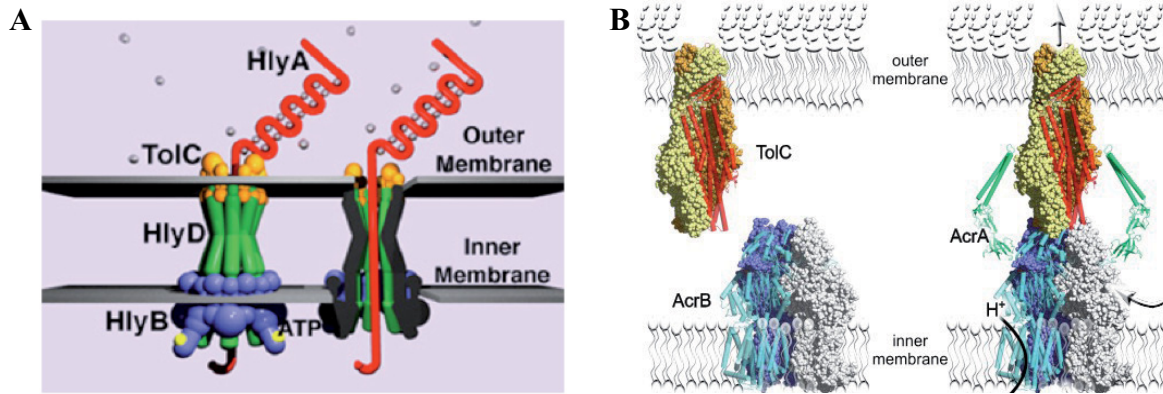 A
HlyA
TolC
Outer
Membrane
HlyD
Inner
Membrane
HlyB
ATP
B
outer
membrane
TolC
AcrA
AcrB
H+
inner
membrane